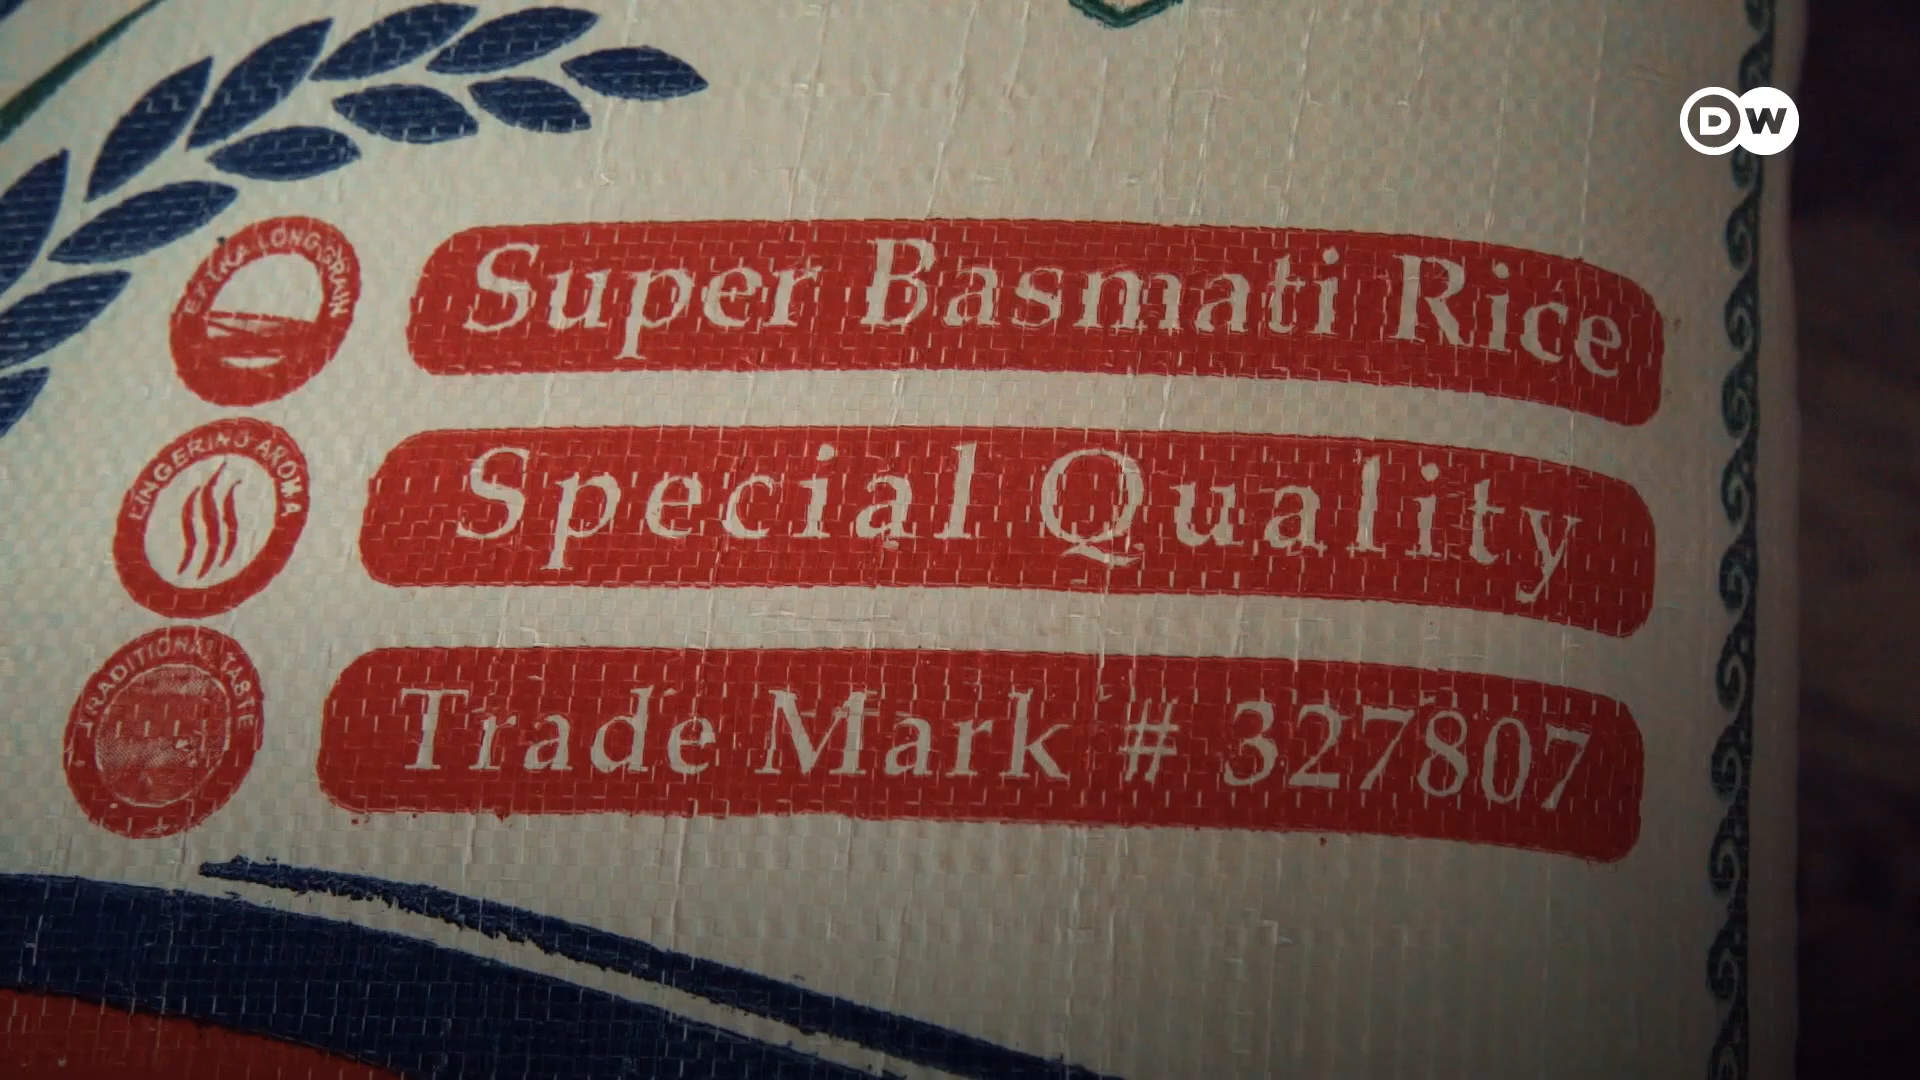 DW
EXTRA LONG GRAIN
Super Basmati Rice
LINGERING AROMA
Special Quality
TRADITIONAL TASTE
Trade Mark # 327807